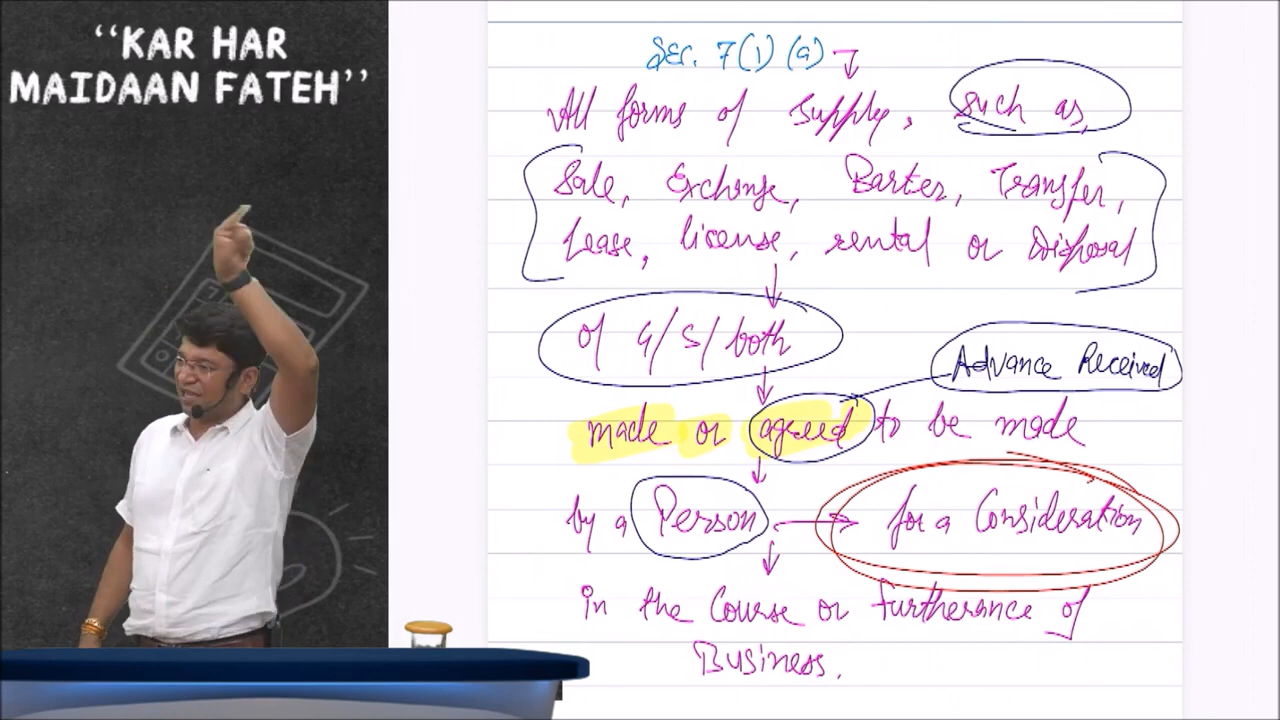 “KAR HAR
MAIDAAN FATEH”
Sec. 7(1) (a)
All forms of supply, such as,
Sale, Exchange, Barter, Transfer,
Lease, license, rental or disposal
of G/S/both
Advance Received
made or agreed to be made
by a Person for a Consideration
in the Course or furtherance of
Business.